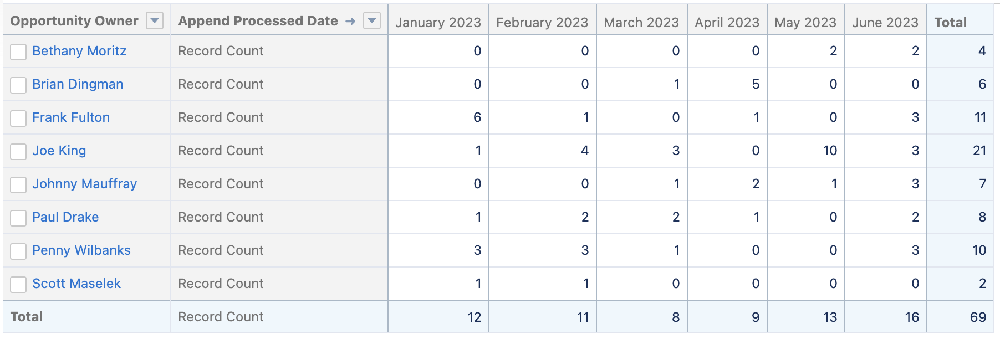 Opportunity Owner Append Processed Date → January 2023 February 2023 March 2023 April 2023 May 2023 June 2023 Total
Bethany Moritz Record Count 0 0 0 0 2 2 4
Brian Dingman Record Count 0 0 1 5 0 0 6
Frank Fulton Record Count 6 1 0 1 0 3 11
Joe King Record Count 1 4 3 0 10 3 21
Johnny Mauffray Record Count 0 0 1 2 1 3 7
Paul Drake Record Count 1 2 2 1 0 2 8
Penny Wilbanks Record Count 3 3 1 0 0 3 10
Scott Maselek Record Count 1 1 0 0 0 0 2
Total Record Count 12 11 8 9 13 16 69